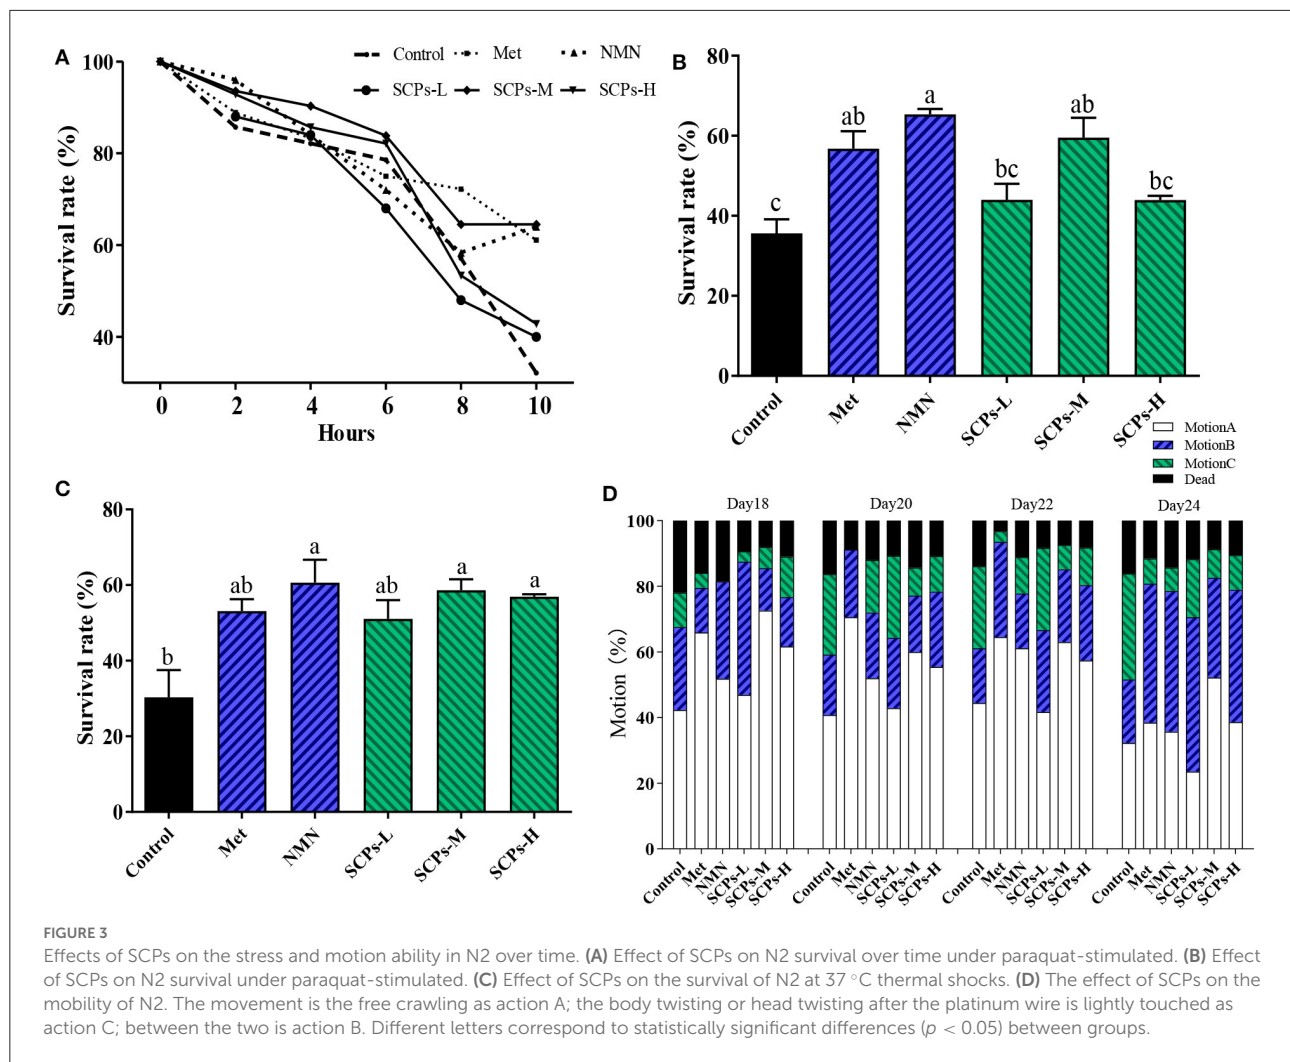 A
Control
Met
NMN
SCPs-L
SCPs-M
SCPs-H
Survival rate (%)
100
80
60
40
0
2
4
6
8
10
Hours
B
Survival rate (%)
80
60
40
20
0
c
ab
a
bc
ab
bc
Control
Met
NMN
SCPs-L
SCPs-M
SCPs-H
C
Survival rate (%)
80
60
40
20
0
b
ab
a
ab
a
a
Control
Met
NMN
SCPs-L
SCPs-M
SCPs-H
MotionA
MotionB
MotionC
Dead
D
Day18
Day20
Day22
Day24
Motion (%)
100
80
60
40
20
0
Control
Met
NMN
SCPs-L
SCPs-M
SCPs-H
Control
Met
NMN
SCPs-L
SCPs-M
SCPs-H
Control
Met
NMN
SCPs-L
SCPs-M
SCPs-H
Control
Met
NMN
SCPs-L
SCPs-M
SCPs-H
FIGURE 3
Effects of SCPs on the stress and motion ability in N2 over time. (A) Effect of SCPs on N2 survival over time under paraquat-stimulated. (B) Effect
of SCPs on N2 survival under paraquat-stimulated. (C) Effect of SCPs on the survival of N2 at 37 °C thermal shocks. (D) The effect of SCPs on the
mobility of N2. The movement is the free crawling as action A; the body twisting or head twisting after the platinum wire is lightly touched as
action C; between the two is action B. Different letters correspond to statistically significant differences (p < 0.05) between groups.